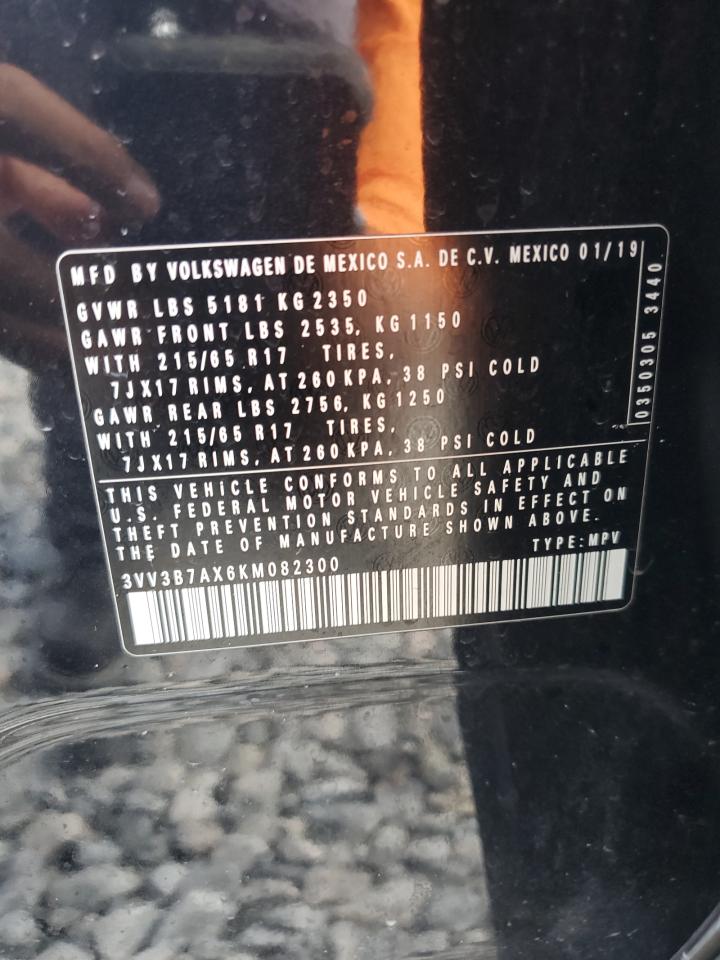 MFD BY VOLKSWAGEN DE MEXICO S.A. DE C.V. MEXICO 01/19
GVWR LBS 5181 KG 2350
GAWR FRONT LBS 2535, KG 1150
WITH 215/65 R17 TIRES,
7JX17 RIMS, AT 260 KPA, 38 PSI COLD
GAWR REAR LBS 2756, KG 1250
WITH 215/65 R17 TIRES,
7JX17 RIMS, AT 260 KPA, 38 PSI COLD
0350305 3440
THIS VEHICLE CONFORMS TO ALL APPLICABLE
U.S. FEDERAL MOTOR VEHICLE SAFETY AND
THEFT PREVENTION STANDARDS IN EFFECT ON
THE DATE OF MANUFACTURE SHOWN ABOVE.
TYPE: MPV
3VV3B7AX6KM082300